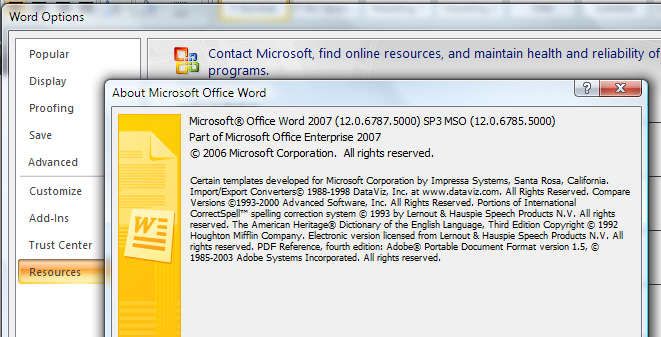 Word Options
Popular
Display
Proofing
Save
Advanced
Customize
Add-Ins
Trust Center
Resources
Contact Microsoft, find online resources, and maintain health and reliability of
programs.
About Microsoft Office Word
Microsoft® Office Word 2007 (12.0.6787.5000) SP3 MSO (12.0.6785.5000)
Part of Microsoft Office Enterprise 2007
© 2006 Microsoft Corporation.  All rights reserved.
Certain templates developed for Microsoft Corporation by Impressa Systems, Santa Rosa, California.
Import/Export Converters© 1988-1998 DataViz, Inc. at www.dataviz.com. All Rights Reserved. Compare
Versions ©1993-2000 Advanced Software, Inc. All Rights Reserved. Portions of International
CorrectSpell™ spelling correction system © 1993 by Lernout & Hauspie Speech Products N.V. All rights
reserved. The American Heritage® Dictionary of the English Language, Third Edition Copyright © 1992
Houghton Mifflin Company. Electronic version licensed from Lernout & Hauspie Speech Products N.V. All
rights reserved. PDF Reference, fourth edition: Adobe® Portable Document Format version 1.5, ©
1985-2003 Adobe Systems Incorporated. All rights reserved.